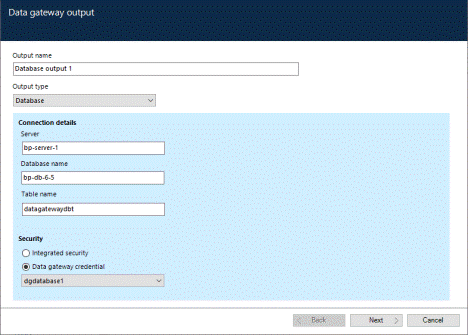 Data gateway output
Output name
Database output 1
Output type
Database
Connection details
Server
bp-server-1
Database name
bp-db-6-5
Table name
datagatewaydbt
Security
Integrated security
Data gateway credential
dgdatabase1
Back Next Cancel